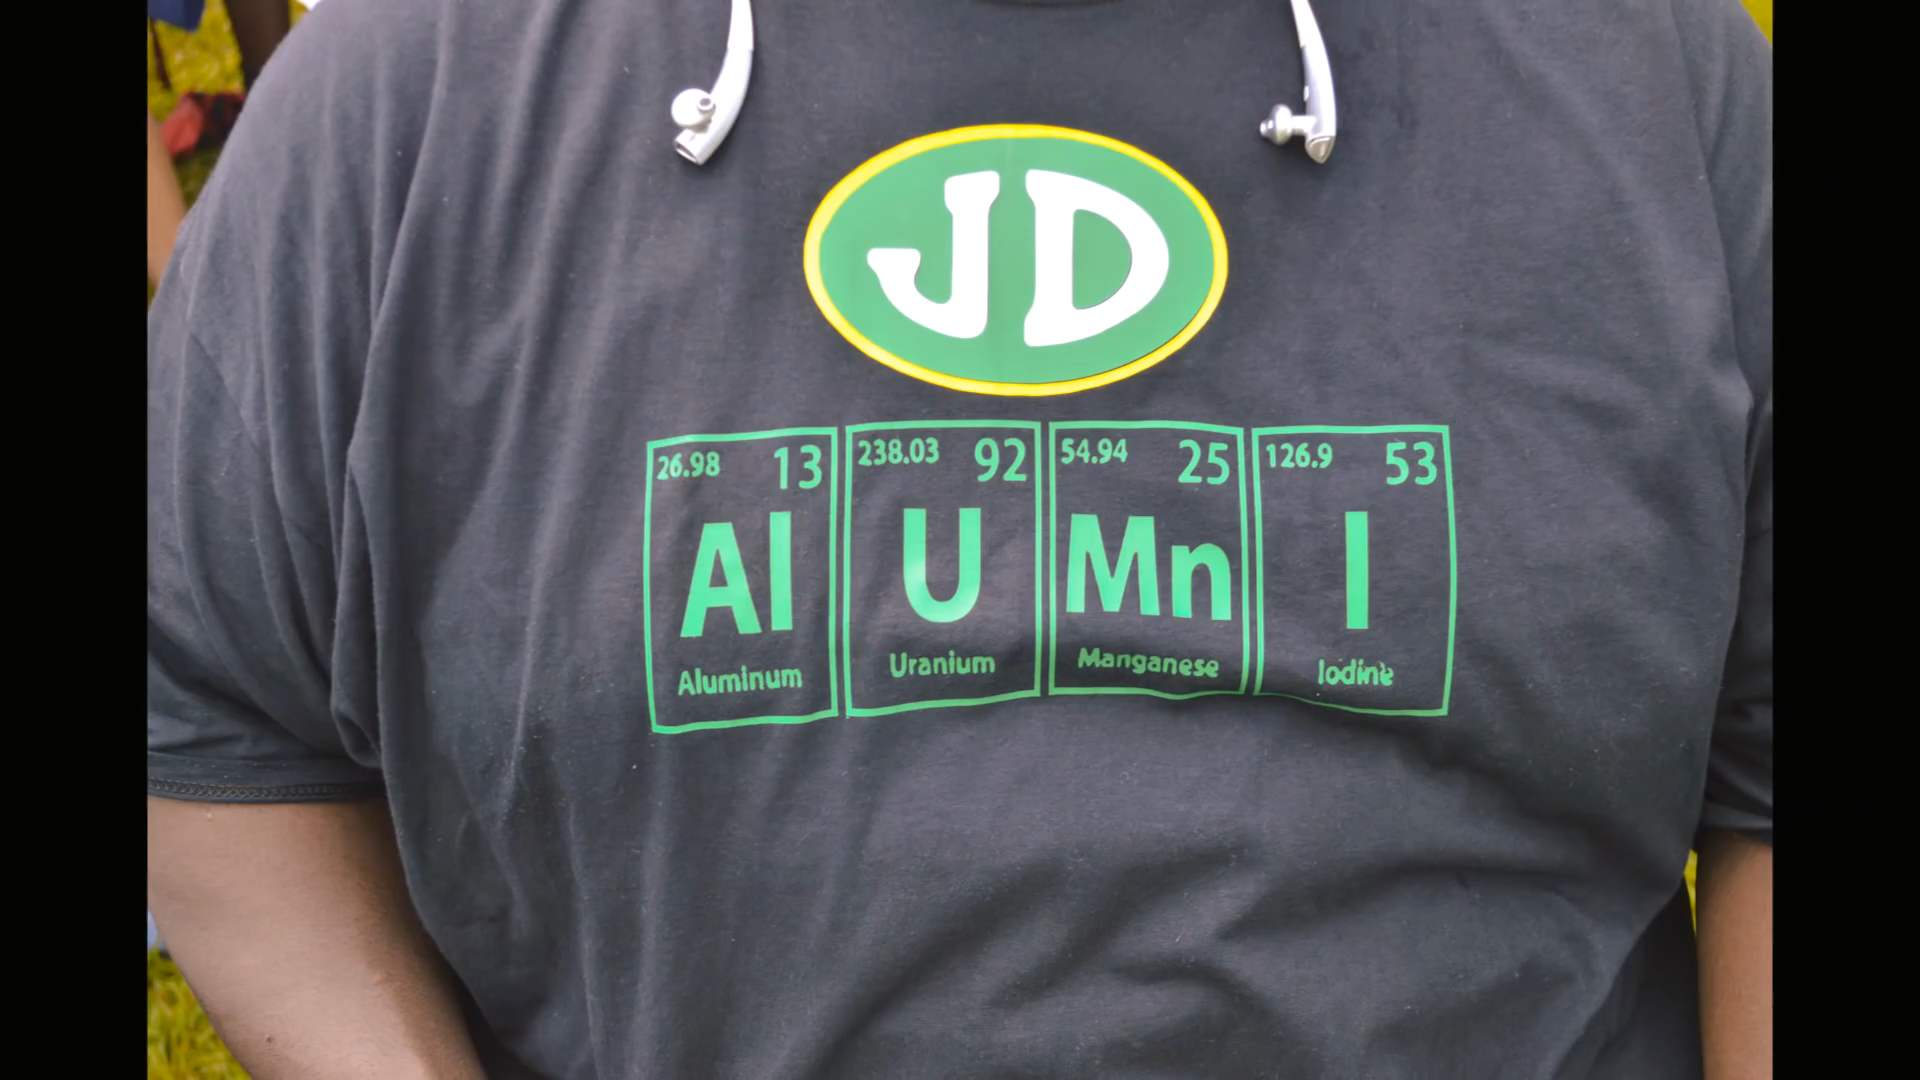 JD
26.98 13 238.03 92 54.94 25 126.9 53
Al U Mn I
Aluminum Uranium Manganese Iodine